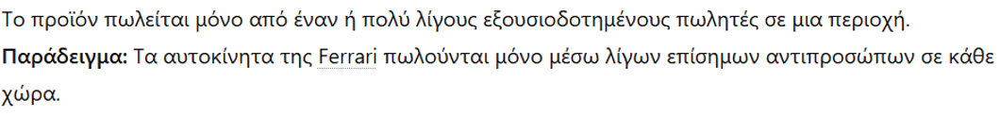 Το προϊόν πωλείται μόνο από έναν ή πολύ λίγους εξουσιοδοτημένους πωλητές σε μια περιοχή.
Παράδειγμα: Τα αυτοκίνητα της Ferrari πωλούνται μόνο μέσω λίγων επίσημων αντιπροσώπων σε κάθε
χώρα.